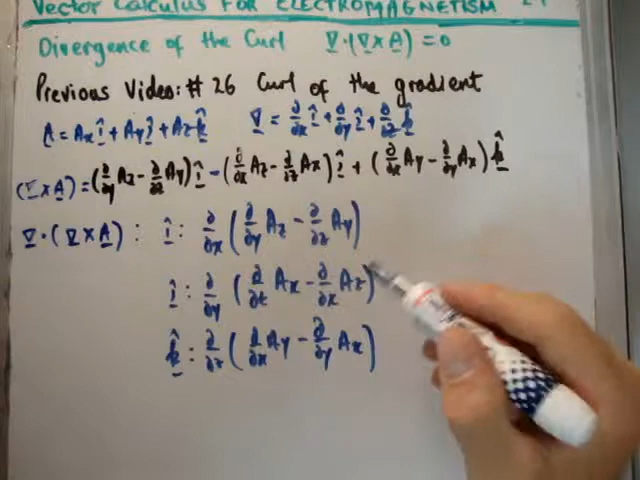 Vector Calculus for ELECTROMAGNETISM 27
Divergence of the Curl ∇·(∇×A)=0
Previous Video: # 26 Curl of the gradient
A = Ax î + Ay ĵ + Az k̂ ∇ = ∂/∂x î + ∂/∂y ĵ + ∂/∂z k̂
(∇×A) = (∂/∂y Az − ∂/∂z Ay) î − (∂/∂x Az − ∂/∂z Ax) ĵ + (∂/∂x Ay − ∂/∂y Ax) k̂
∇·(∇×A) : î : ∂/∂x (∂/∂y Az − ∂/∂z Ay)
ĵ : ∂/∂y (∂/∂z Ax − ∂/∂x Az)
k̂ : ∂/∂z (∂/∂x Ay − ∂/∂y Ax)